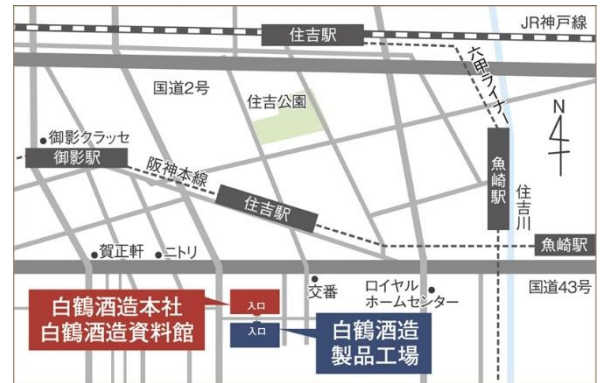 JR神戸線
住吉駅
六甲ライナー
国道2号
住吉公園
N
御影クラッセ
御影駅
阪神本線
魚崎駅
住吉川
住吉駅
魚崎駅
賀正軒
ニトリ
国道43号
交番
ロイヤル
ホームセンター
白鶴酒造本社
白鶴酒造資料館
入口
入口
白鶴酒造
製品工場